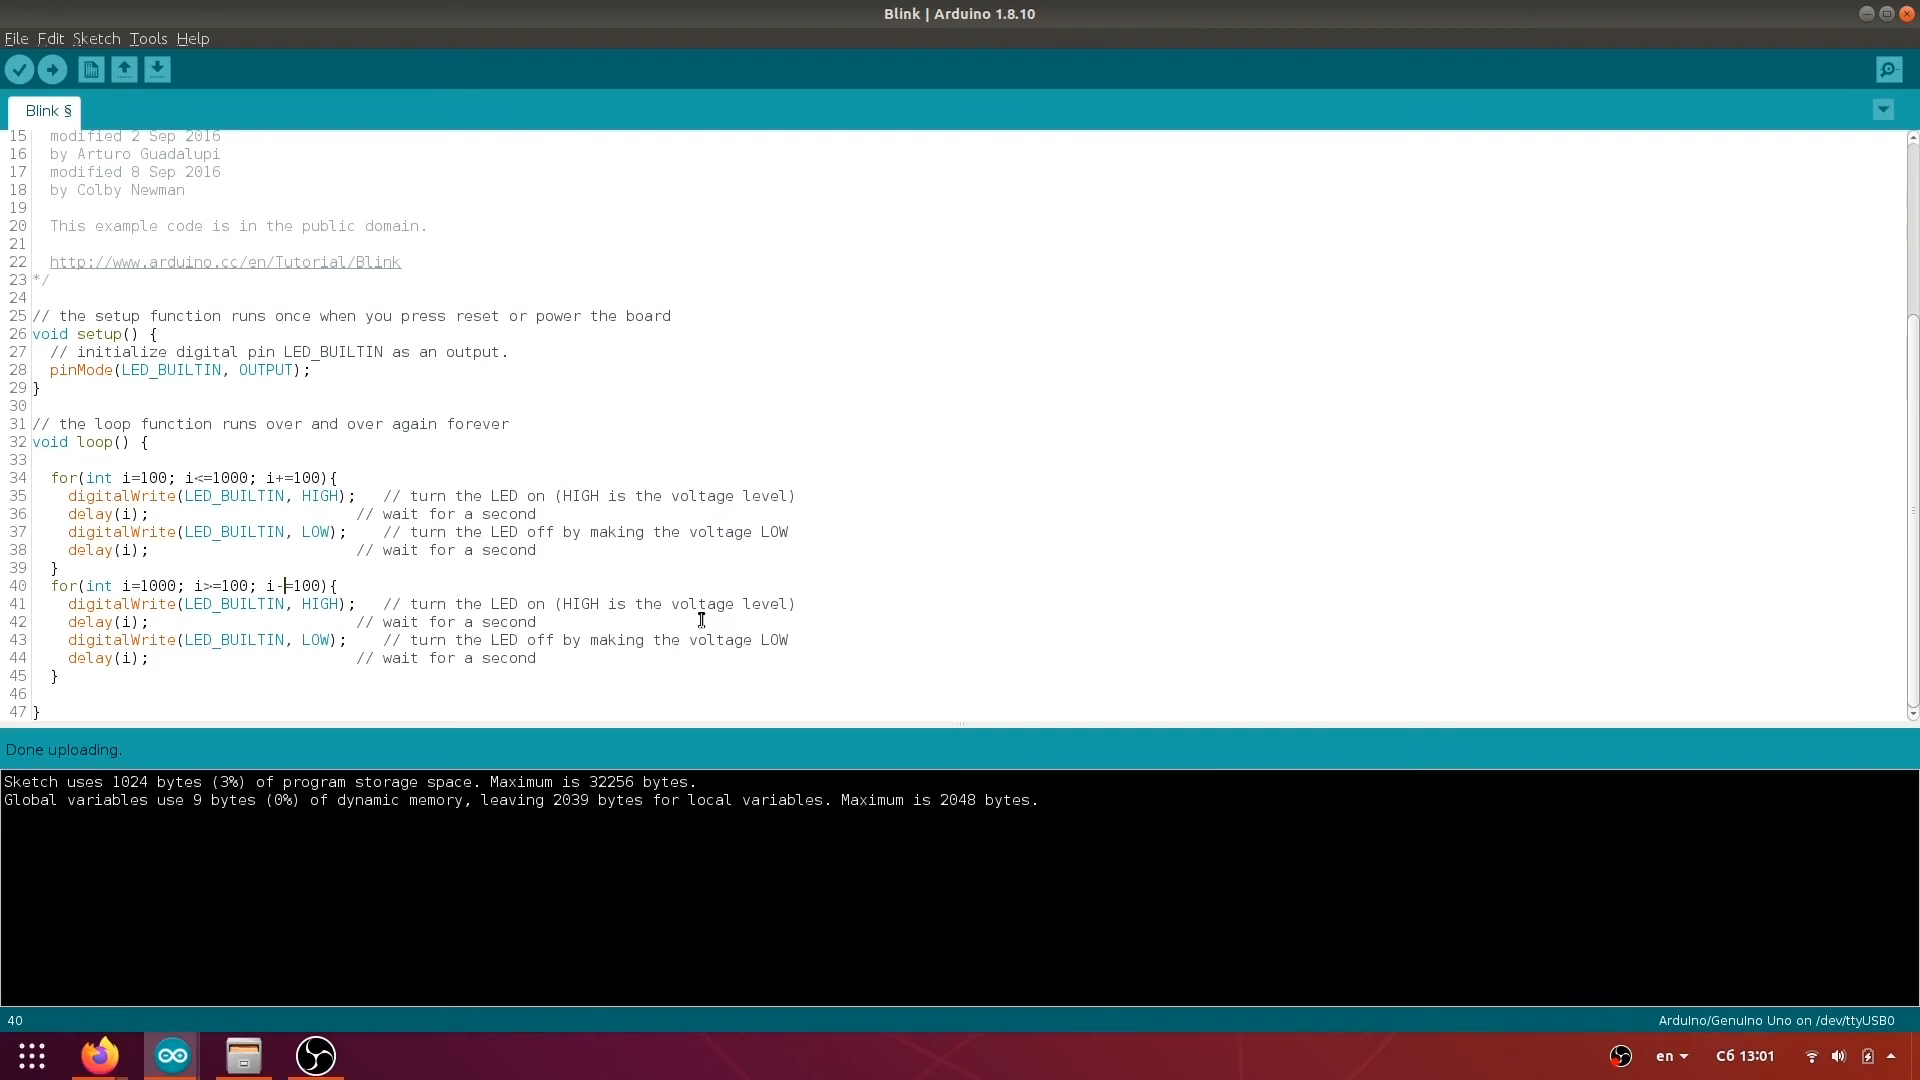 Blink | Arduino 1.8.10
File Edit Sketch Tools Help
Blink §
15 modified 2 Sep 2016
16 by Arturo Guadalupi
17 modified 8 Sep 2016
18 by Colby Newman
19
20 This example code is in the public domain.
21
22 http://www.arduino.cc/en/Tutorial/Blink
23 */
24
25 // the setup function runs once when you press reset or power the board
26 void setup() {
27 // initialize digital pin LED_BUILTIN as an output.
28 pinMode(LED_BUILTIN, OUTPUT);
29 }
30
31 // the loop function runs over and over again forever
32 void loop() {
33
34 for(int i=100; i<=1000; i+=100){
35 digitalWrite(LED_BUILTIN, HIGH); // turn the LED on (HIGH is the voltage level)
36 delay(i); // wait for a second
37 digitalWrite(LED_BUILTIN, LOW); // turn the LED off by making the voltage LOW
38 delay(i); // wait for a second
39 }
40 for(int i=1000; i>=100; i-=100){
41 digitalWrite(LED_BUILTIN, HIGH); // turn the LED on (HIGH is the voltage level)
42 delay(i); // wait for a second
43 digitalWrite(LED_BUILTIN, LOW); // turn the LED off by making the voltage LOW
44 delay(i); // wait for a second
45 }
46
47 }
Done uploading.
Sketch uses 1024 bytes (3%) of program storage space. Maximum is 32256 bytes.
Global variables use 9 bytes (0%) of dynamic memory, leaving 2039 bytes for local variables. Maximum is 2048 bytes.
40 Arduino/Genuino Uno on /dev/ttyUSB0
en Сб 13:01